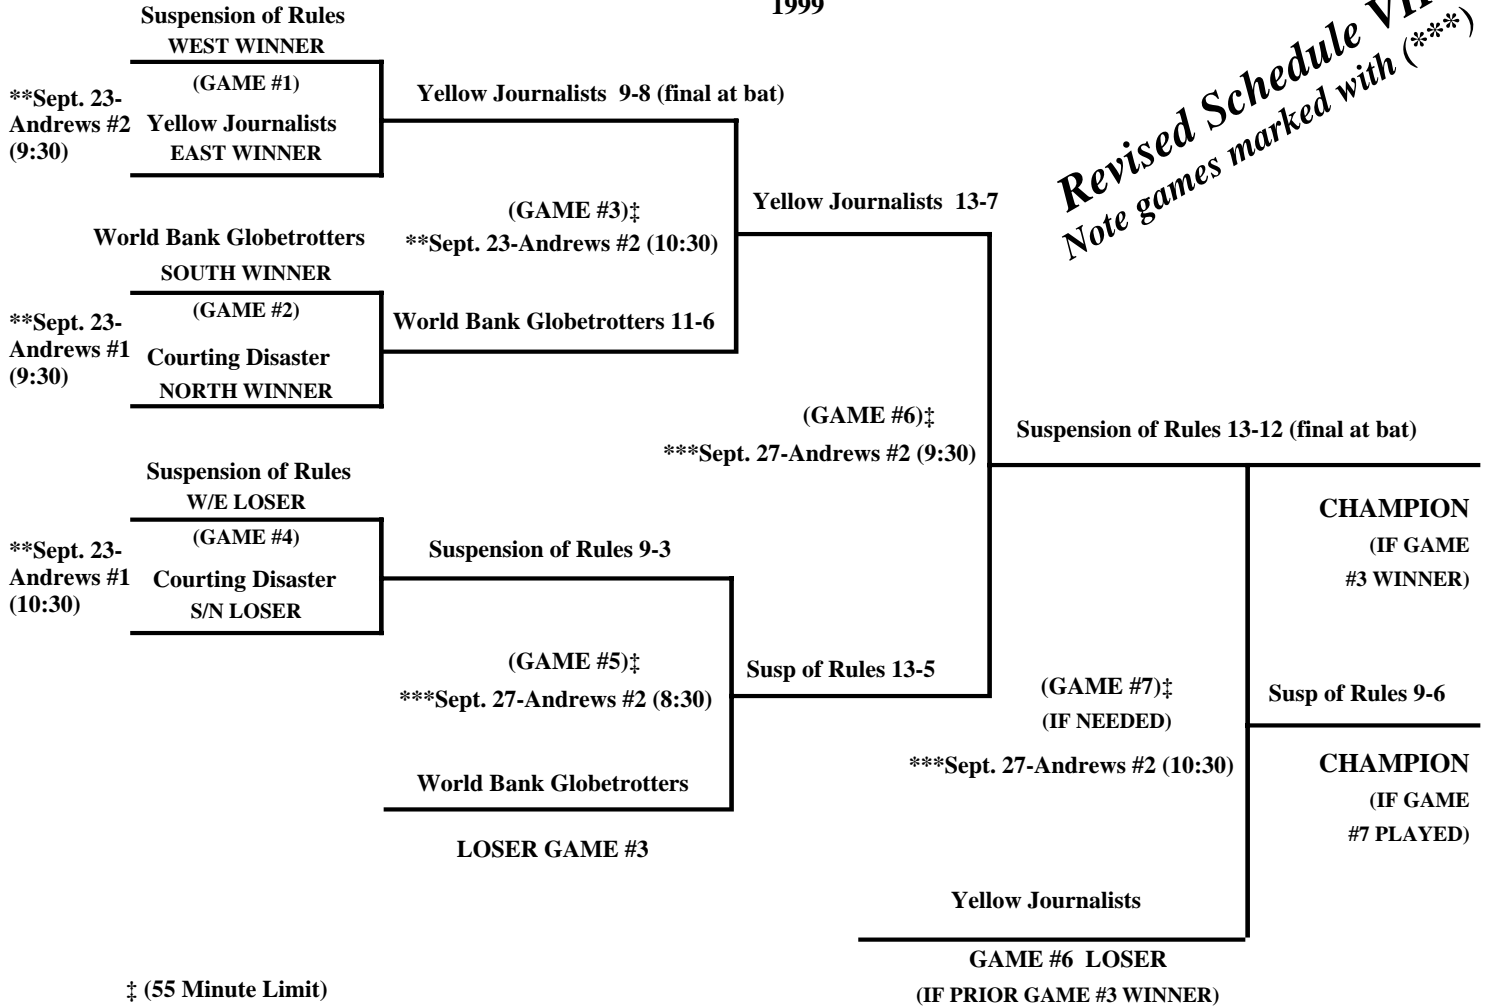 1999
Revised Schedule VII
Note games marked with (***)
Suspension of Rules
WEST WINNER
(GAME #1)
**Sept. 23-
Andrews #2
(9:30)
Yellow Journalists
EAST WINNER
Yellow Journalists 9-8 (final at bat)
(GAME #3)‡
**Sept. 23-Andrews #2 (10:30)
Yellow Journalists 13-7
World Bank Globetrotters
SOUTH WINNER
(GAME #2)
**Sept. 23-
Andrews #1
(9:30)
Courting Disaster
NORTH WINNER
World Bank Globetrotters 11-6
(GAME #6)‡
***Sept. 27-Andrews #2 (9:30)
Suspension of Rules 13-12 (final at bat)
CHAMPION
(IF GAME
#3 WINNER)
Suspension of Rules
W/E LOSER
(GAME #4)
**Sept. 23-
Andrews #1
(10:30)
Courting Disaster
S/N LOSER
Suspension of Rules 9-3
(GAME #5)‡
***Sept. 27-Andrews #2 (8:30)
Susp of Rules 13-5
World Bank Globetrotters
LOSER GAME #3
(GAME #7)‡
(IF NEEDED)
***Sept. 27-Andrews #2 (10:30)
Susp of Rules 9-6
CHAMPION
(IF GAME
#7 PLAYED)
Yellow Journalists
GAME #6 LOSER
(IF PRIOR GAME #3 WINNER)
‡ (55 Minute Limit)